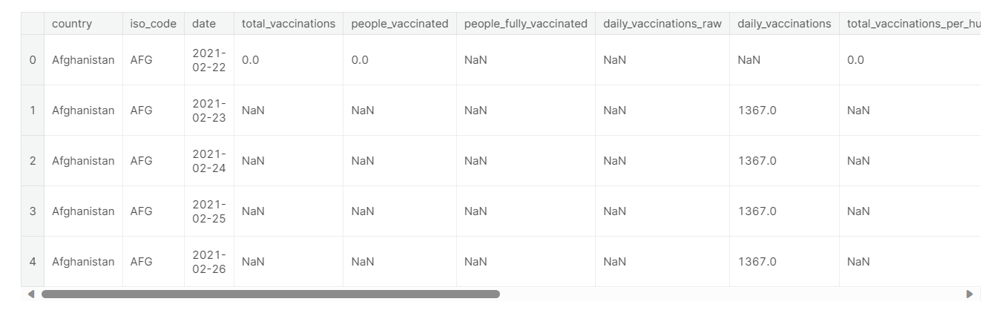 country iso_code date total_vaccinations people_vaccinated people_fully_vaccinated daily_vaccinations_raw daily_vaccinations total_vaccinations_per_hu
0 Afghanistan AFG 2021-
02-22 0.0 0.0 NaN NaN NaN 0.0
1 Afghanistan AFG 2021-
02-23 NaN NaN NaN NaN 1367.0 NaN
2 Afghanistan AFG 2021-
02-24 NaN NaN NaN NaN 1367.0 NaN
3 Afghanistan AFG 2021-
02-25 NaN NaN NaN NaN 1367.0 NaN
4 Afghanistan AFG 2021-
02-26 NaN NaN NaN NaN 1367.0 NaN